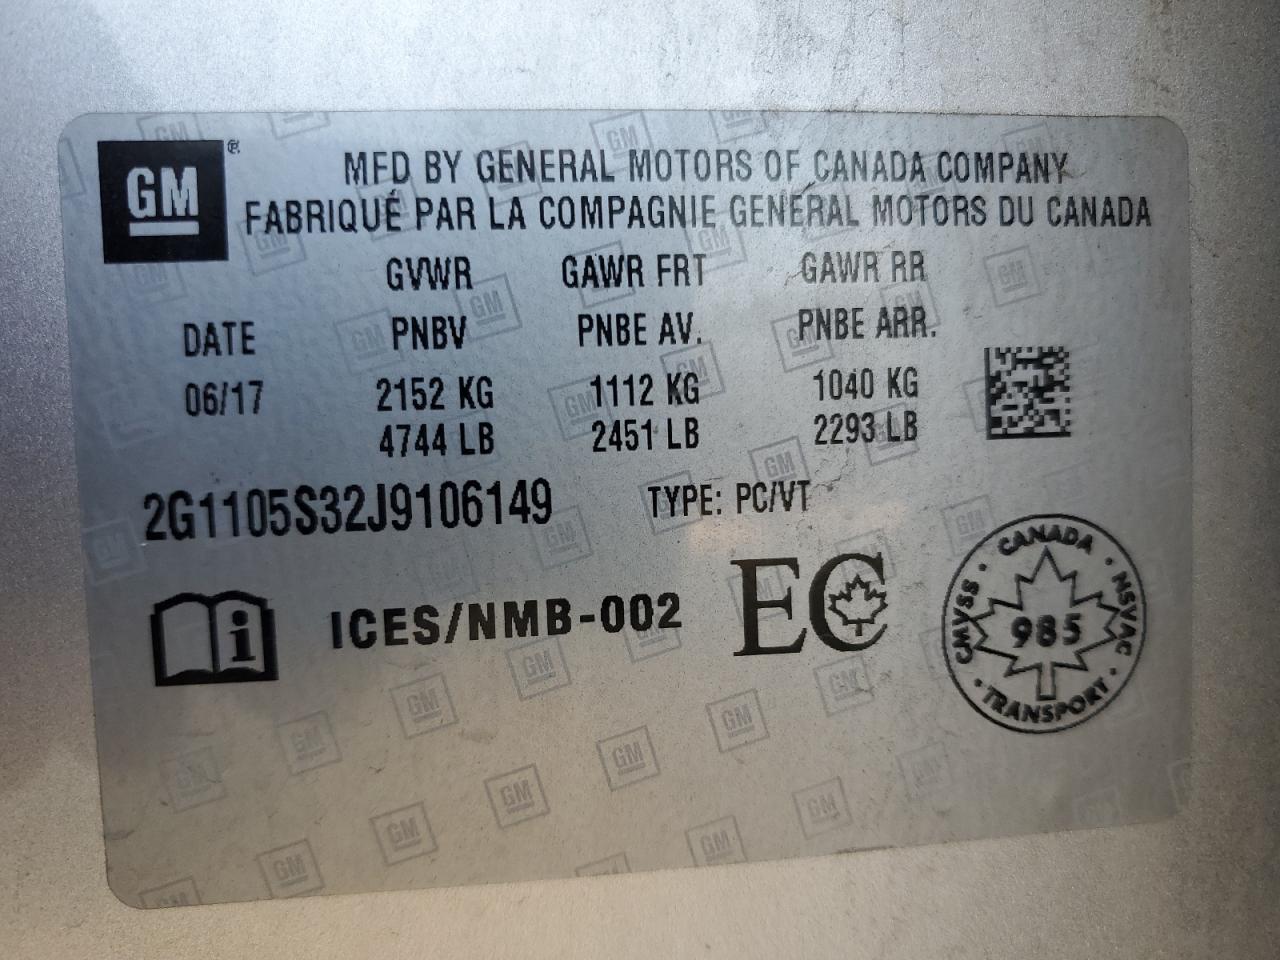 GM
MFD BY GENERAL MOTORS OF CANADA COMPANY
FABRIQUÉ PAR LA COMPAGNIE GENERAL MOTORS DU CANADA
GVWR GAWR FRT GAWR RR
DATE PNBV PNBE AV. PNBE ARR.
06/17 2152 KG 1112 KG 1040 KG
4744 LB 2451 LB 2293 LB
2G1105S32J9106149 TYPE: PC/VT
i ICES/NMB-002 EC
CANADA
CMVSS 985 NSVAC
TRANSPORT